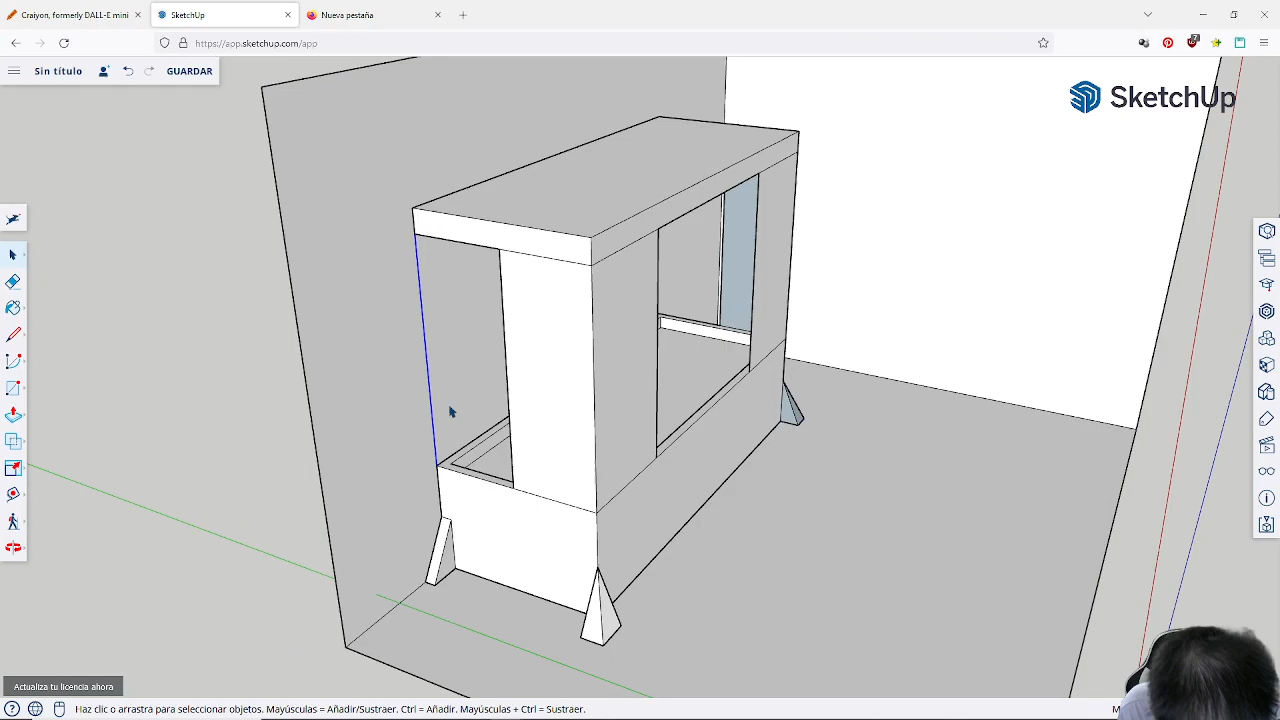 Craiyon, formerly DALL-E mini
SketchUp
Nueva pestaña
https://app.sketchup.com/app
Sin título
GUARDAR
SketchUp
Actualiza tu licencia ahora
Haz clic o arrastra para seleccionar objetos. Mayúsculas = Añadir/Sustraer. Ctrl = Añadir. Mayúsculas + Ctrl = Sustraer.